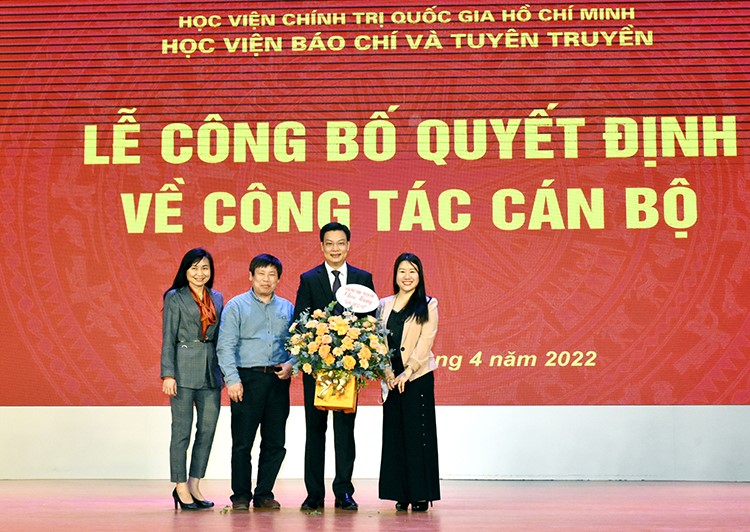 HỌC VIỆN CHÍNH TRỊ QUỐC GIA HỒ CHÍ MINH
HỌC VIỆN BÁO CHÍ VÀ TUYÊN TRUYỀN
LỄ CÔNG BỐ QUYẾT ĐỊNH
VỀ CÔNG TÁC CÁN BỘ
ng 4 năm 2022